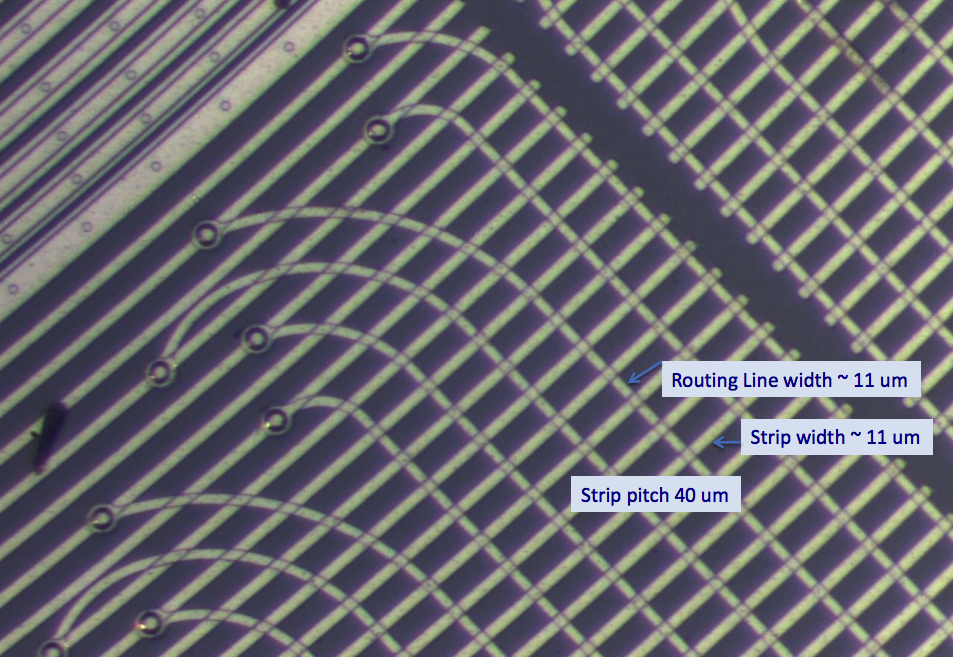 Routing Line width ~ 11 um
Strip width ~ 11 um
Strip pitch 40 um